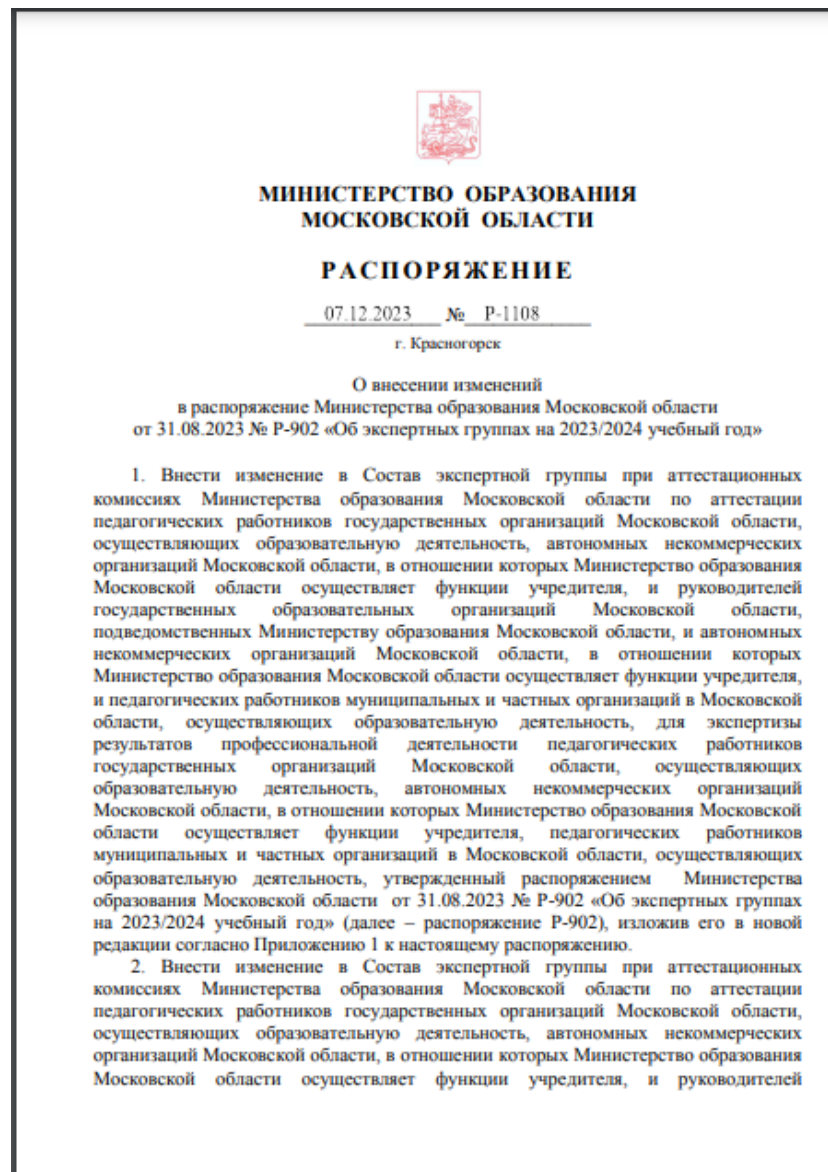 МИНИСТЕРСТВО ОБРАЗОВАНИЯ
МОСКОВСКОЙ ОБЛАСТИ
РАСПОРЯЖЕНИЕ
07.12.2023 № Р-1108
г. Красногорск
О внесении изменений
в распоряжение Министерства образования Московской области
от 31.08.2023 № Р-902 «Об экспертных группах на 2023/2024 учебный год»
1. Внести изменение в Состав экспертной группы при аттестационных
комиссиях Министерства образования Московской области по аттестации
педагогических работников государственных организаций Московской области,
осуществляющих образовательную деятельность, автономных некоммерческих
организаций Московской области, в отношении которых Министерство образования
Московской области осуществляет функции учредителя, и руководителей
государственных образовательных организаций Московской области,
подведомственных Министерству образования Московской области, и автономных
некоммерческих организаций Московской области, в отношении которых
Министерство образования Московской области осуществляет функции учредителя,
и педагогических работников муниципальных и частных организаций в Московской
области, осуществляющих образовательную деятельность, для экспертизы
результатов профессиональной деятельности педагогических работников
государственных организаций Московской области, осуществляющих
образовательную деятельность, автономных некоммерческих организаций
Московской области, в отношении которых Министерство образования Московской
области осуществляет функции учредителя, педагогических работников
муниципальных и частных организаций в Московской области, осуществляющих
образовательную деятельность, утвержденный распоряжением Министерства
образования Московской области от 31.08.2023 № Р-902 «Об экспертных группах
на 2023/2024 учебный год» (далее – распоряжение Р-902), изложив его в новой
редакции согласно Приложению 1 к настоящему распоряжению.
2. Внести изменение в Состав экспертной группы при аттестационных
комиссиях Министерства образования Московской области по аттестации
педагогических работников государственных организаций Московской области,
осуществляющих образовательную деятельность, автономных некоммерческих
организаций Московской области, в отношении которых Министерство образования
Московской области осуществляет функции учредителя, и руководителей